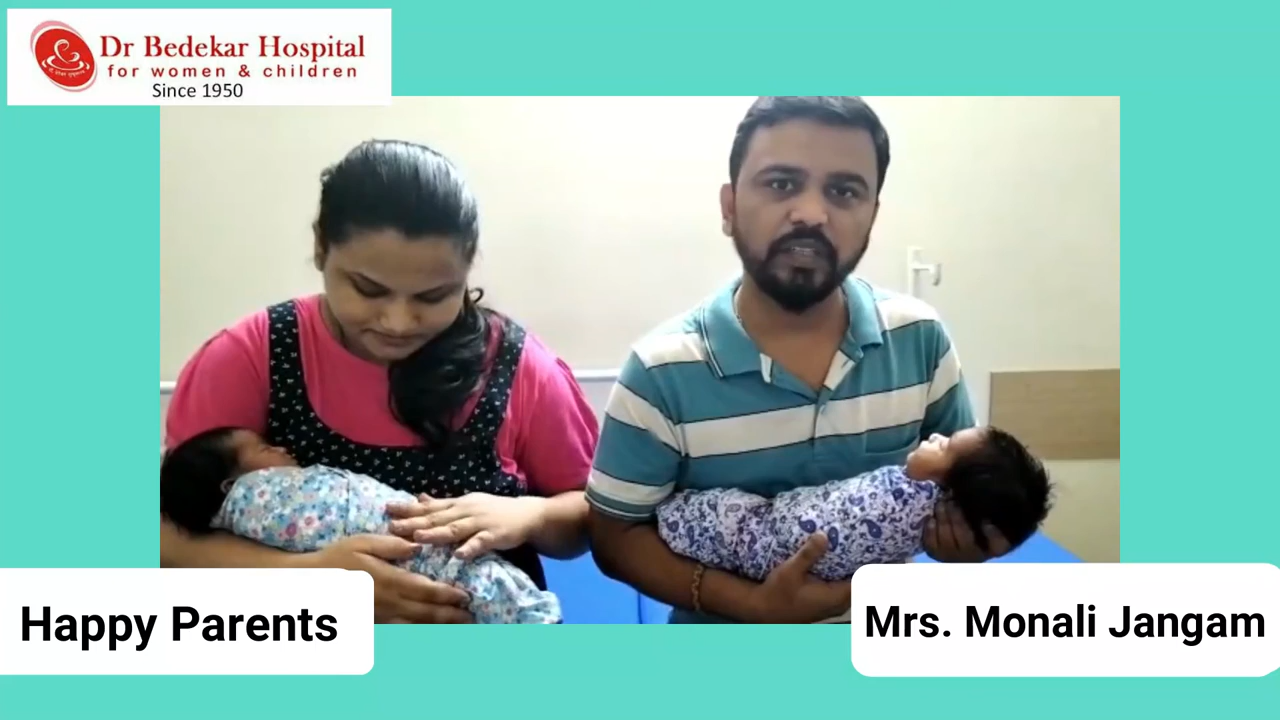 Dr Bedekar Hospital
for women & children
Since 1950
Happy Parents
Mrs. Monali Jangam